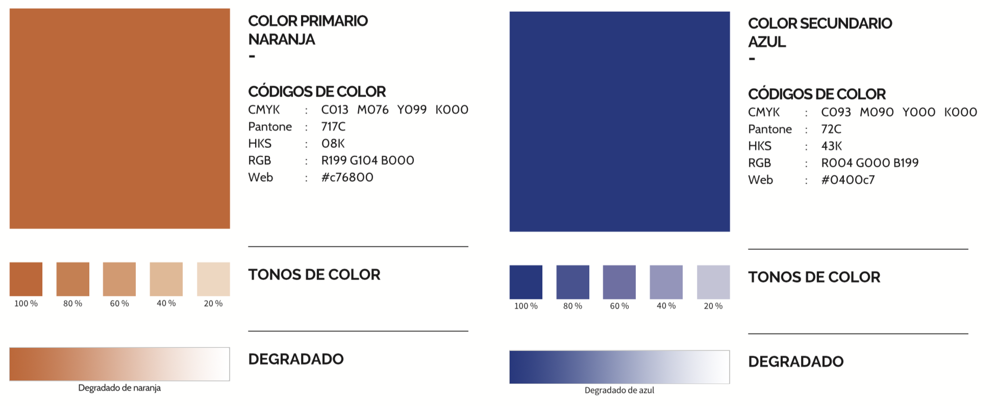 COLOR PRIMARIO
NARANJA
-
CÓDIGOS DE COLOR
CMYK : C013 M076 Y099 K000
Pantone : 717C
HKS : 08K
RGB : R199 G104 B000
Web : #c76800
TONOS DE COLOR
100 % 80 % 60 % 40 % 20 %
DEGRADADO
Degradado de naranja
COLOR SECUNDARIO
AZUL
-
CÓDIGOS DE COLOR
CMYK : C093 M090 Y000 K000
Pantone : 72C
HKS : 43K
RGB : R004 G000 B199
Web : #0400c7
TONOS DE COLOR
100 % 80 % 60 % 40 % 20 %
DEGRADADO
Degradado de azul